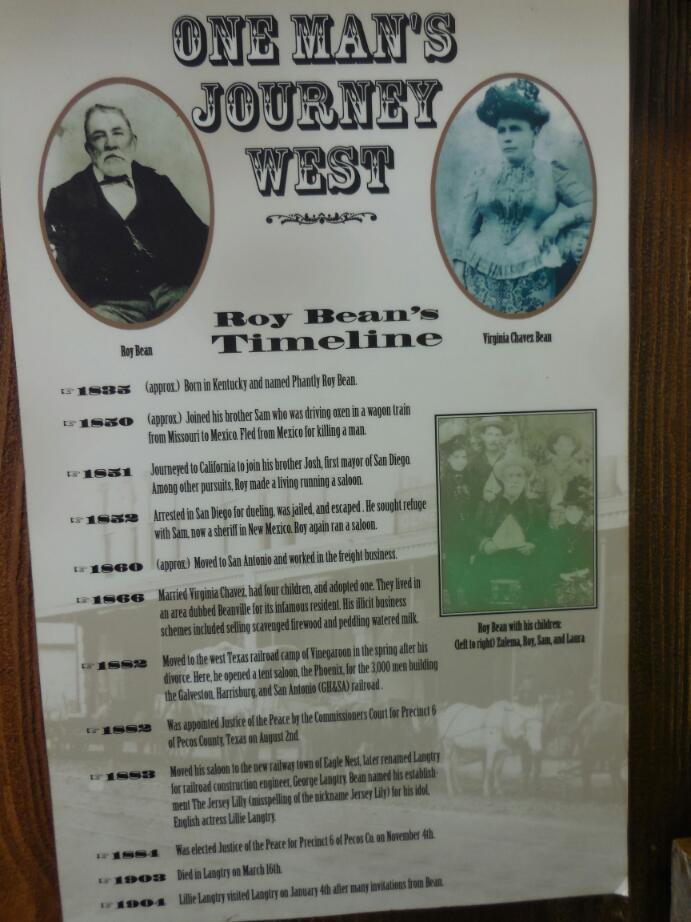 ONE MAN'S
JOURNEY
WEST
Roy Bean
Roy Bean's
Timeline
Virginia Chavez Bean
☞1835 (approx.) Born in Kentucky and named Phantly Roy Bean.
☞1850 (approx.) Joined his brother Sam who was driving oxen in a wagon train
from Missouri to Mexico. Fled from Mexico for killing a man.
☞1851 Journeyed to California to join his brother Josh, first mayor of San Diego.
Among other pursuits, Roy made a living running a saloon.
☞1852 Arrested in San Diego for dueling, was jailed, and escaped. He sought refuge
with Sam, now a sheriff in New Mexico. Roy again ran a saloon.
☞1860 (approx.) Moved to San Antonio and worked in the freight business.
☞1866 Married Virginia Chavez, had four children, and adopted one. They lived in
an area dubbed Beanville for its infamous resident. His illicit business
schemes included selling scavenged firewood and peddling watered milk.
Roy Bean with his children:
(left to right) Zulema, Roy, Sam, and Laura
☞1882 Moved to the west Texas railroad camp of Vinegaroon in the spring after his
divorce. Here, he opened a tent saloon, the Phoenix, for the 3,000 men building
the Galveston, Harrisburg, and San Antonio (GH&SA) railroad.
☞1882 Was appointed Justice of the Peace by the Commissioners Court for Precinct 6
of Pecos County, Texas on August 2nd.
☞1883 Moved his saloon to the new railway town of Eagle Nest, later renamed Langtry
for railroad construction engineer, George Langtry. Bean named his establish-
ment The Jersey Lilly (misspelling of the nickname Jersey Lily) for his idol,
English actress Lillie Langtry.
☞1884 Was elected Justice of the Peace for Precinct 6 of Pecos Co. on November 4th.
☞1903 Died in Langtry on March 16th.
☞1904 Lillie Langtry visited Langtry on January 4th after many invitations from Bean.